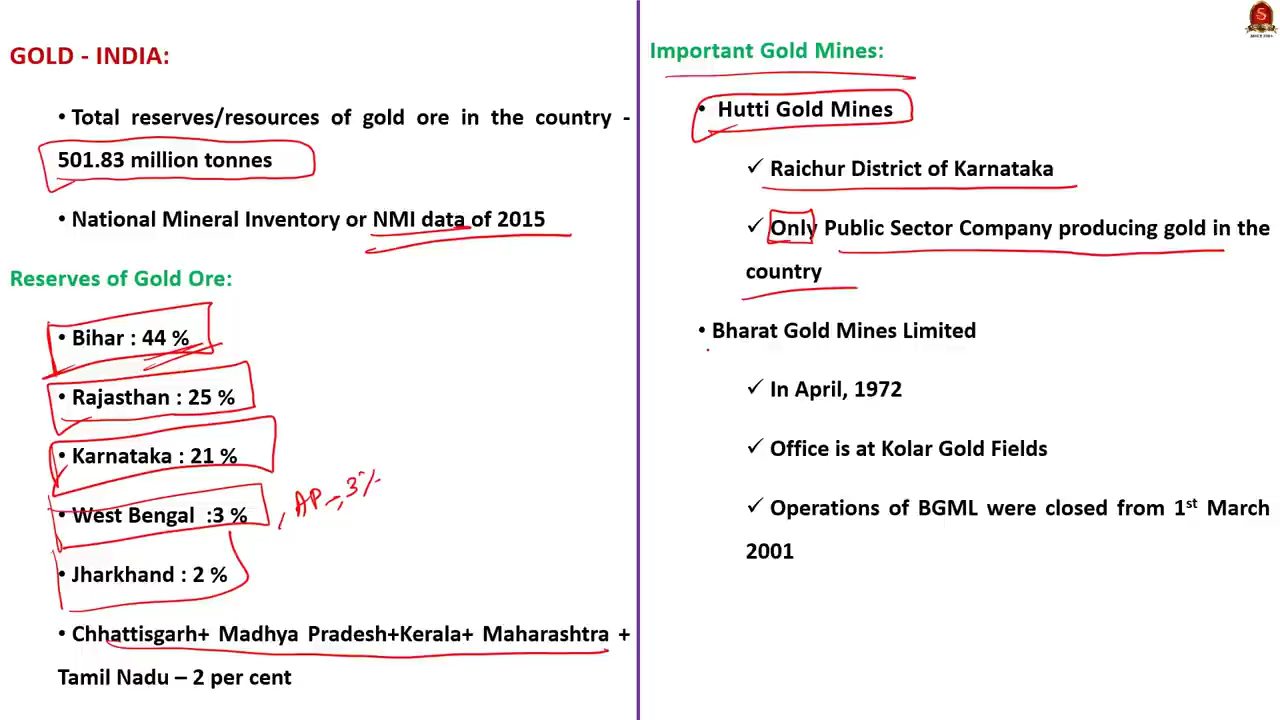 GOLD - INDIA:
• Total reserves/resources of gold ore in the country -
501.83 million tonnes
• National Mineral Inventory or NMI data of 2015
Reserves of Gold Ore:
• Bihar : 44 %
• Rajasthan : 25 %
• Karnataka : 21 %
• West Bengal :3 %
, AP -, 3%
• Jharkhand : 2 %
• Chhattisgarh+ Madhya Pradesh+Kerala+ Maharashtra +
Tamil Nadu – 2 per cent
Important Gold Mines:
• Hutti Gold Mines
✓ Raichur District of Karnataka
✓ Only Public Sector Company producing gold in the
country
• Bharat Gold Mines Limited
✓ In April, 1972
✓ Office is at Kolar Gold Fields
✓ Operations of BGML were closed from 1st March
2001
S